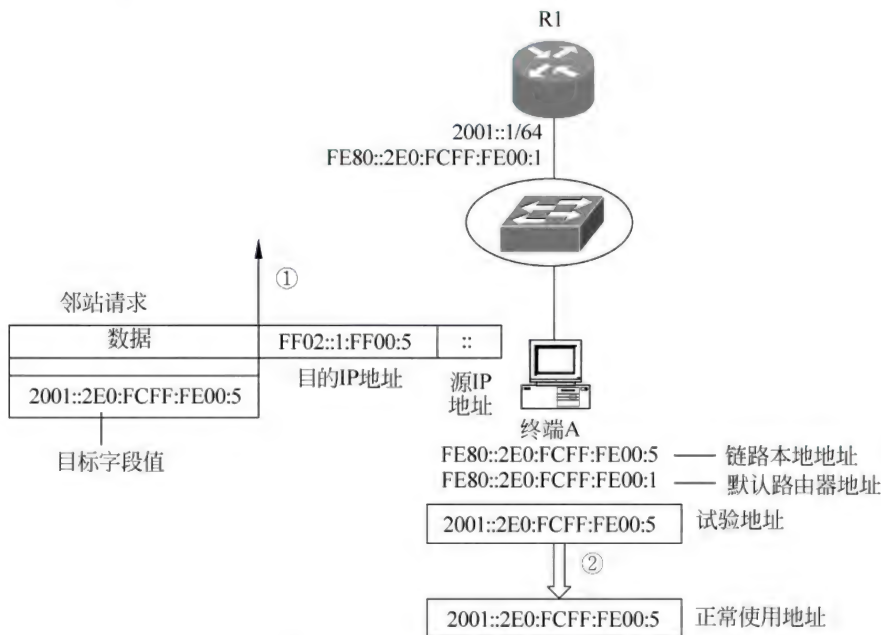 R1
2001::1/64
FE80::2E0:FCFF:FE00:1
①
邻站请求
数据
FF02::1:FF00:5
::
目的IP地址
源IP
地址
2001::2E0:FCFF:FE00:5
目标字段值
终端A
FE80::2E0:FCFF:FE00:5
链路本地地址
FE80::2E0:FCFF:FE00:1
默认路由器地址
2001::2E0:FCFF:FE00:5
试验地址
②
2001::2E0:FCFF:FE00:5
正常使用地址